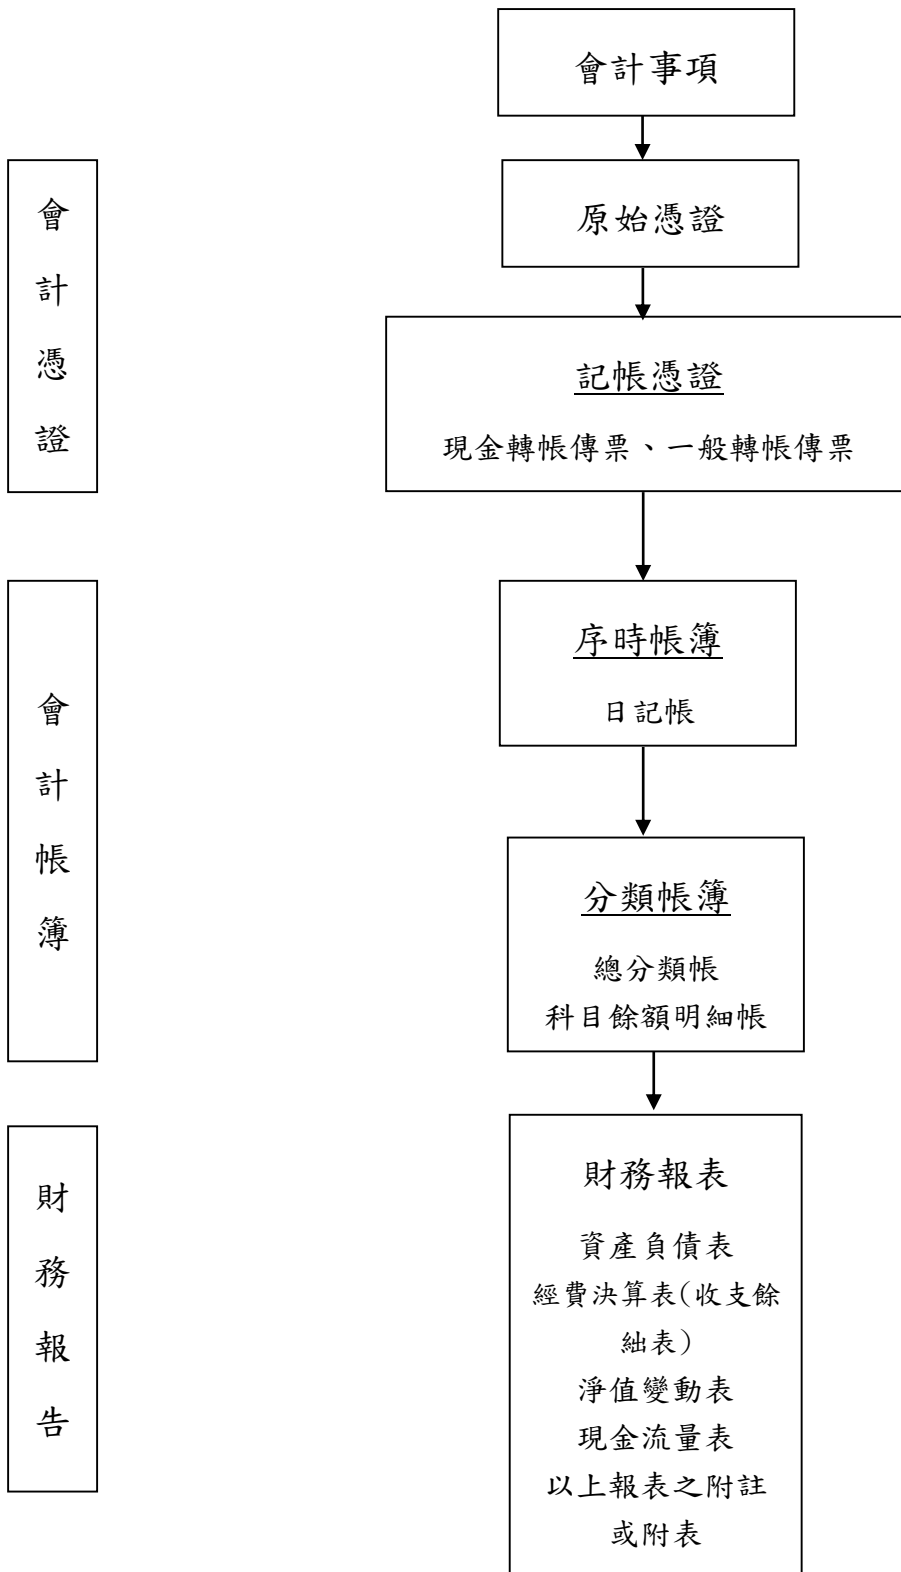 會計事項
會計憑證
原始憑證
記帳憑證
現金轉帳傳票、一般轉帳傳票
會計帳簿
序時帳簿
日記帳
分類帳簿
總分類帳
科目餘額明細帳
財務報告
財務報表
資產負債表
經費決算表(收支餘
絀表)
淨值變動表
現金流量表
以上報表之附註
或附表